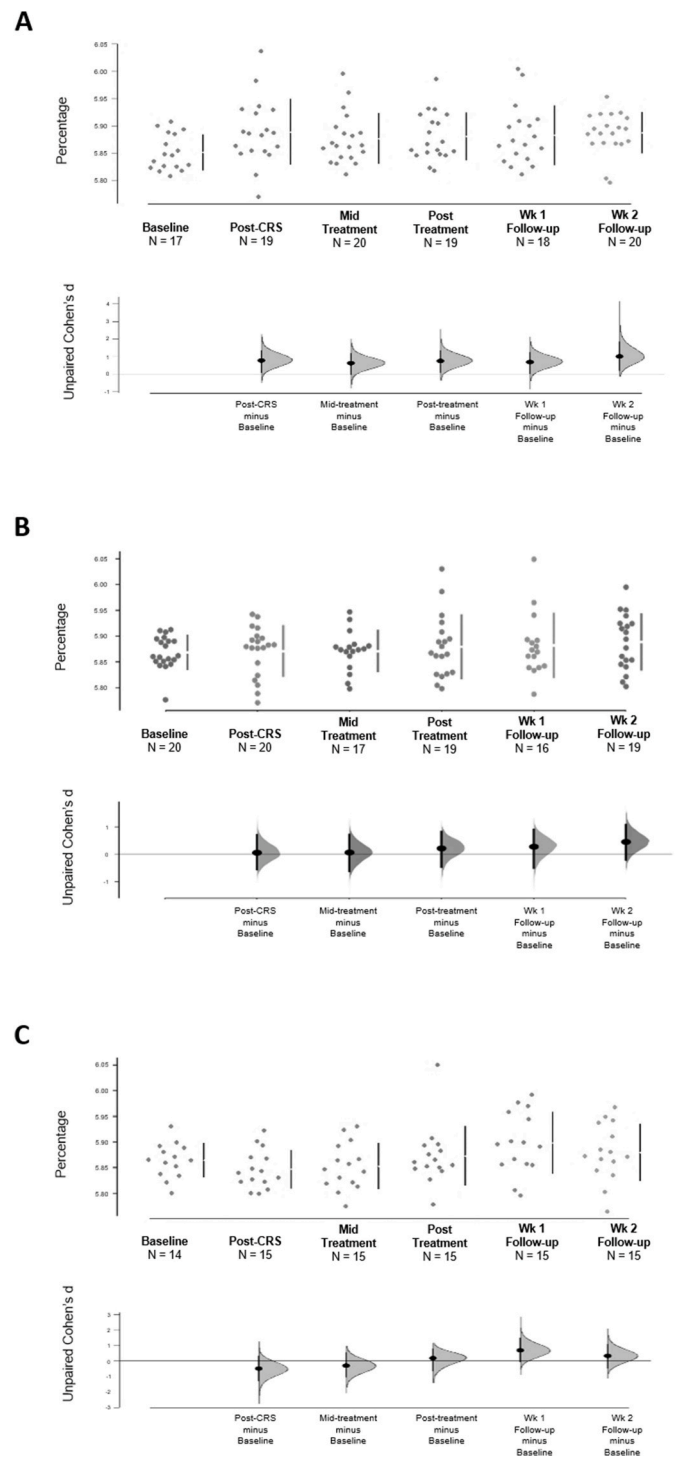 A
Percentage
6.05
6.00
5.95
5.90
5.85
5.80
Baseline Post-CRS Mid Treatment Post Treatment Wk 1 Follow-up Wk 2 Follow-up
N = 17 N = 19 N = 20 N = 19 N = 18 N = 20
Unpaired Cohen's d
4
3
2
1
0
-1
Post-CRS minus Baseline
Mid-treatment minus Baseline
Post-treatment minus Baseline
Wk 1 Follow-up minus Baseline
Wk 2 Follow-up minus Baseline
B
Percentage
6.05
6.00
5.95
5.90
5.85
5.80
Baseline Post-CRS Mid Treatment Post Treatment Wk 1 Follow-up Wk 2 Follow-up
N = 20 N = 20 N = 17 N = 19 N = 16 N = 19
Unpaired Cohen's d
1
0
-1
Post-CRS minus Baseline
Mid-treatment minus Baseline
Post-treatment minus Baseline
Wk 1 Follow-up minus Baseline
Wk 2 Follow-up minus Baseline
C
Percentage
6.05
6.00
5.95
5.90
5.85
5.80
Baseline Post-CRS Mid Treatment Post Treatment Wk 1 Follow-up Wk 2 Follow-up
N = 14 N = 15 N = 15 N = 15 N = 15 N = 15
Unpaired Cohen's d
3
2
1
0
-1
-2
-3
Post-CRS minus Baseline
Mid-treatment minus Baseline
Post-treatment minus Baseline
Wk 1 Follow-up minus Baseline
Wk 2 Follow-up minus Baseline